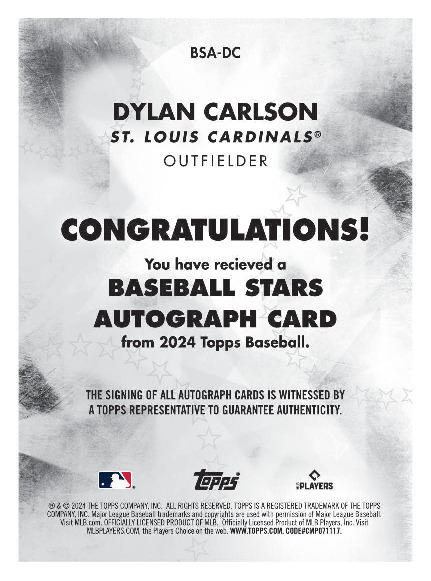 BSA-DC
DYLAN CARLSON
ST. LOUIS CARDINALS®
OUTFIELDER
CONGRATULATIONS!
You have recieved a
BASEBALL STARS
AUTOGRAPH CARD
from 2024 Topps Baseball.
THE SIGNING OF ALL AUTOGRAPH CARDS IS WITNESSED BY
A TOPPS REPRESENTATIVE TO GUARANTEE AUTHENTICITY.
topps
MLBPLAYERS
® & © 2024 THE TOPPS COMPANY, INC. ALL RIGHTS RESERVED. TOPPS IS A REGISTERED TRADEMARK OF THE TOPPS
COMPANY, INC. Major League Baseball trademarks and copyrights are used with permission of Major League Baseball.
Visit MLB.com. OFFICIALLY LICENSED PRODUCT OF MLB. Officially Licensed Product of MLB Players, Inc. Visit
MLBPLAYERS.COM, the Players Choice on the web. WWW.TOPPS.COM. CODE#CMP071117.